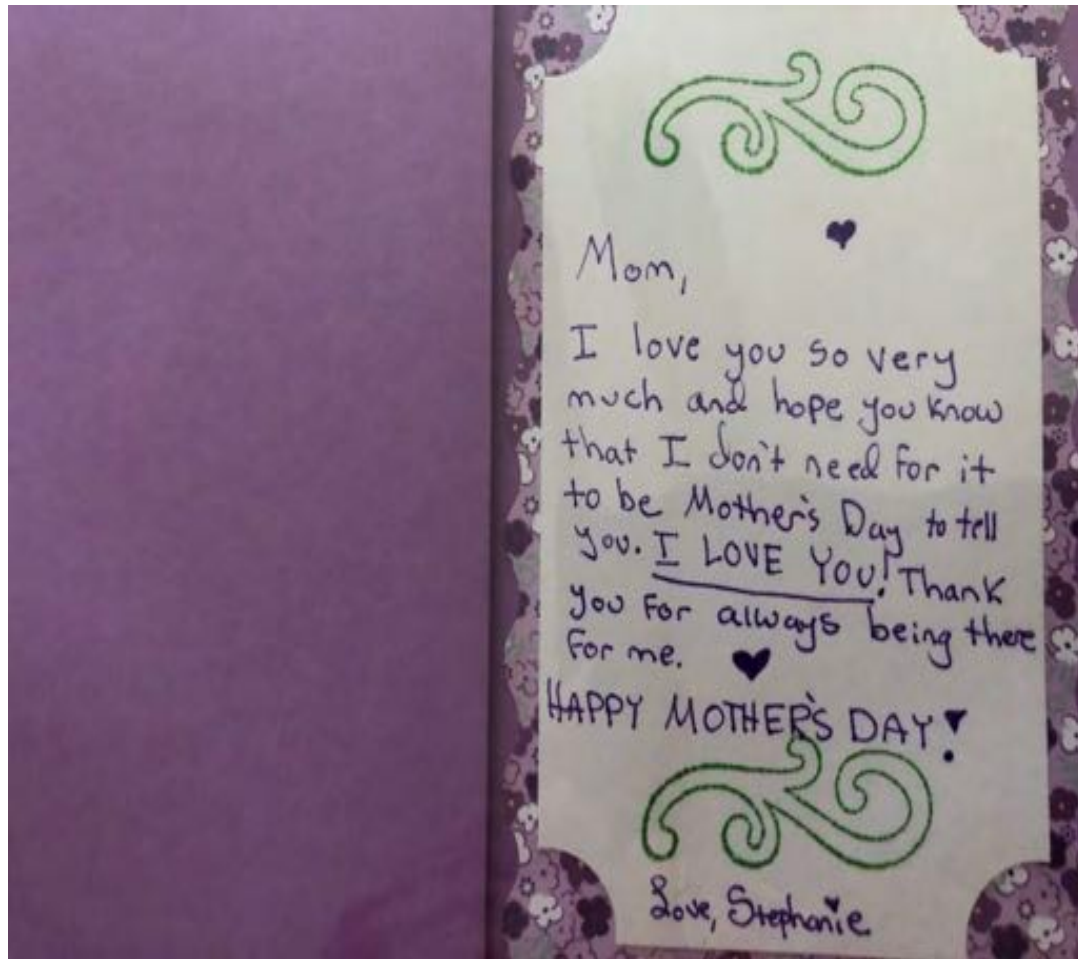 Mom,
I love you so very
much and hope you know
that I don't need for it
to be Mother's Day to tell
you. I LOVE YOU! Thank
you for allways being there
for me.
HAPPY MOTHER'S DAY!
Love, Stephanie